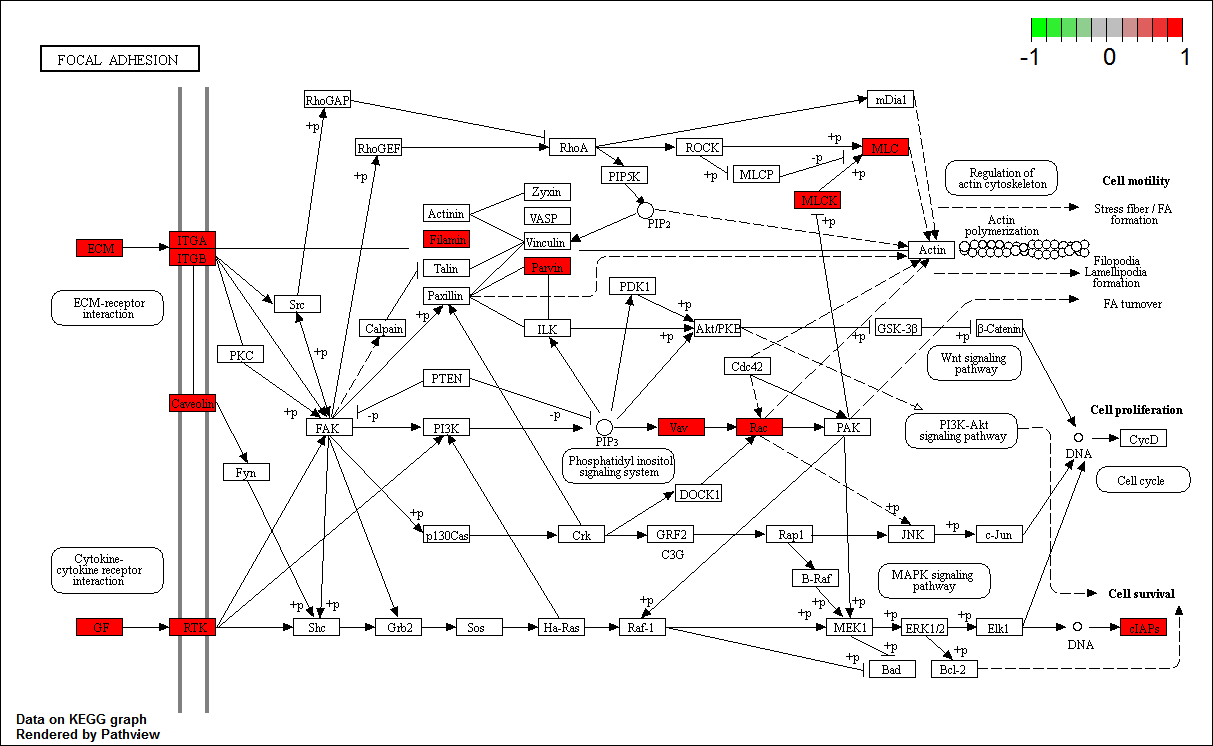 -1
0
1
FOCAL ADHESION
RhoGAP
mDia1
+p
RhoGEF
RhoA
ROCK
+p
MLC
-p
+p
PIP5K
+p
MLCP
+p
Regulation of
actin cytoskeleton
Cell motility
Zyxin
MLCK
Actinin
VASP
PIP2
+p
Stress fiber / FA
formation
ECM
ITGA
ITGB
Filamin
Vinculin
Actin
Actin
polymerization
Talin
Parvin
Filopodia
Lamellipodia
formation
ECM-receptor
interaction
Src
Paxillin
PDK1
+p
FA turnover
+p
Calpain
ILK
+p
Akt/PKB
GSK-3β
+p
β-Catenin
PKC
+p
Cdc42
Wnt signaling
pathway
PTEN
Caveolin
+p
-p
-p
Cell proliferation
FAK
PI3K
PIP3
Vav
Rac
PAK
PI3K-Akt
signaling pathway
CycD
DNA
Fyn
Phosphatidyl inositol
signaling system
Cell cycle
DOCK1
+p
+p
p130Cas
Crk
GRF2
C3G
Rap1
JNK
+p
c-Jun
Cytokine-
cytokine receptor
interaction
B-Raf
MAPK signaling
pathway
+p
+p
+p
+p
+p
+p
+p
+p
Cell survival
GF
RTK
Shc
Grb2
Sos
Ha-Ras
Raf-1
MEK1
ERK1/2
Elk1
DNA
cIAPs
+p
+p
+p
Bad
Bcl-2
Data on KEGG graph
Rendered by Pathview